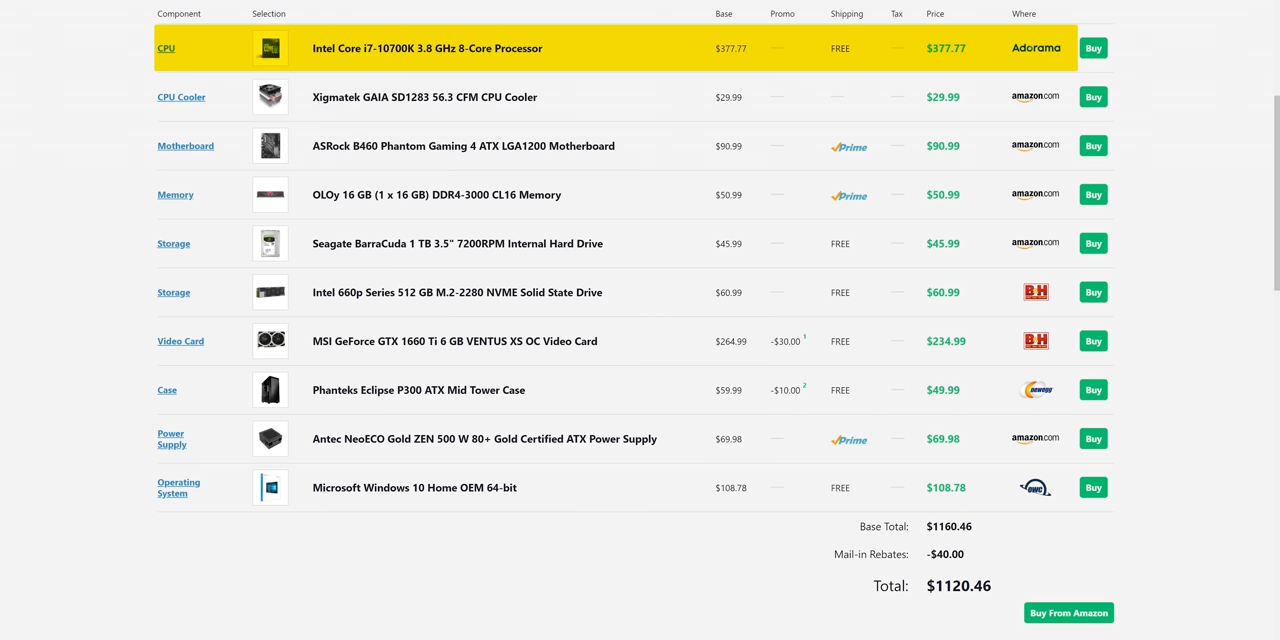 Component Selection Base Promo Shipping Tax Price Where
CPU Intel Core i7-10700K 3.8 GHz 8-Core Processor $377.77 — FREE — $377.77 Adorama Buy
CPU Cooler Xigmatek GAIA SD1283 56.3 CFM CPU Cooler $29.99 — — — $29.99 amazon.com Buy
Motherboard ASRock B460 Phantom Gaming 4 ATX LGA1200 Motherboard $90.99 — Prime — $90.99 amazon.com Buy
Memory OLOy 16 GB (1 x 16 GB) DDR4-3000 CL16 Memory $50.99 — Prime — $50.99 amazon.com Buy
Storage Seagate BarraCuda 1 TB 3.5" 7200RPM Internal Hard Drive $45.99 — FREE — $45.99 amazon.com Buy
Storage Intel 660p Series 512 GB M.2-2280 NVME Solid State Drive $60.99 — FREE — $60.99 B&H Buy
Video Card MSI GeForce GTX 1660 Ti 6 GB VENTUS XS OC Video Card $264.99 -$30.00 1 FREE — $234.99 B&H Buy
Case Phanteks Eclipse P300 ATX Mid Tower Case $59.99 -$10.00 2 FREE — $49.99 newegg Buy
Power
Supply Antec NeoECO Gold ZEN 500 W 80+ Gold Certified ATX Power Supply $69.98 — Prime — $69.98 amazon.com Buy
Operating
System Microsoft Windows 10 Home OEM 64-bit $108.78 — FREE — $108.78 OWC Buy
Base Total: $1160.46
Mail-in Rebates: -$40.00
Total: $1120.46
Buy From Amazon